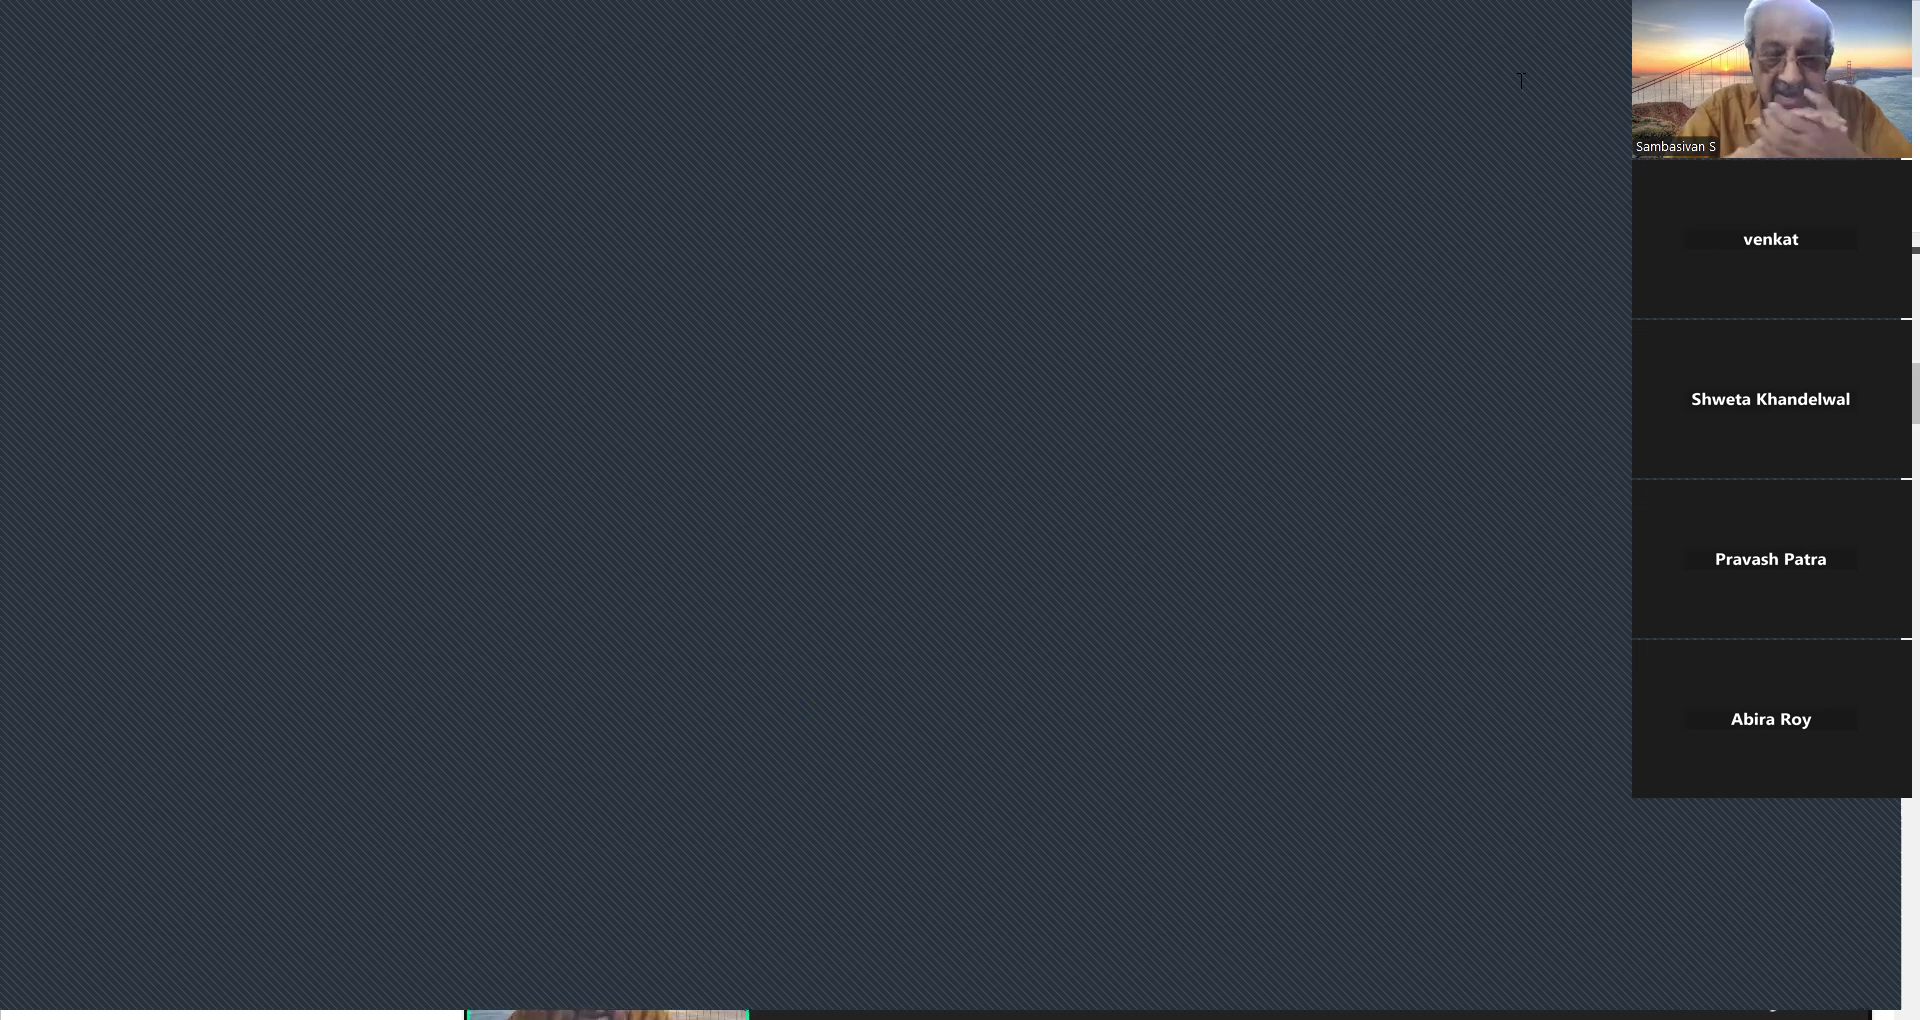 Sambasivan S
venkat
Shweta Khandelwal
Pravash Patra
Abira Roy